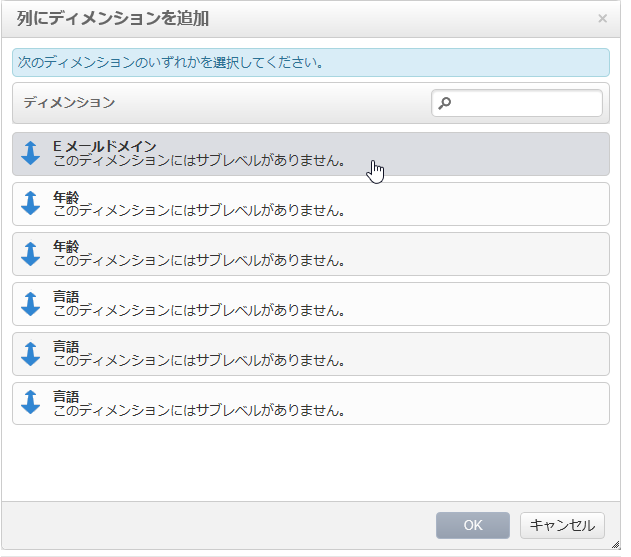 列にディメンションを追加
×
次のディメンションのいずれかを選択してください。
ディメンション
E メールドメイン
このディメンションにはサブレベルがありません。
年齢
このディメンションにはサブレベルがありません。
年齢
このディメンションにはサブレベルがありません。
言語
このディメンションにはサブレベルがありません。
言語
このディメンションにはサブレベルがありません。
言語
このディメンションにはサブレベルがありません。
OK キャンセル